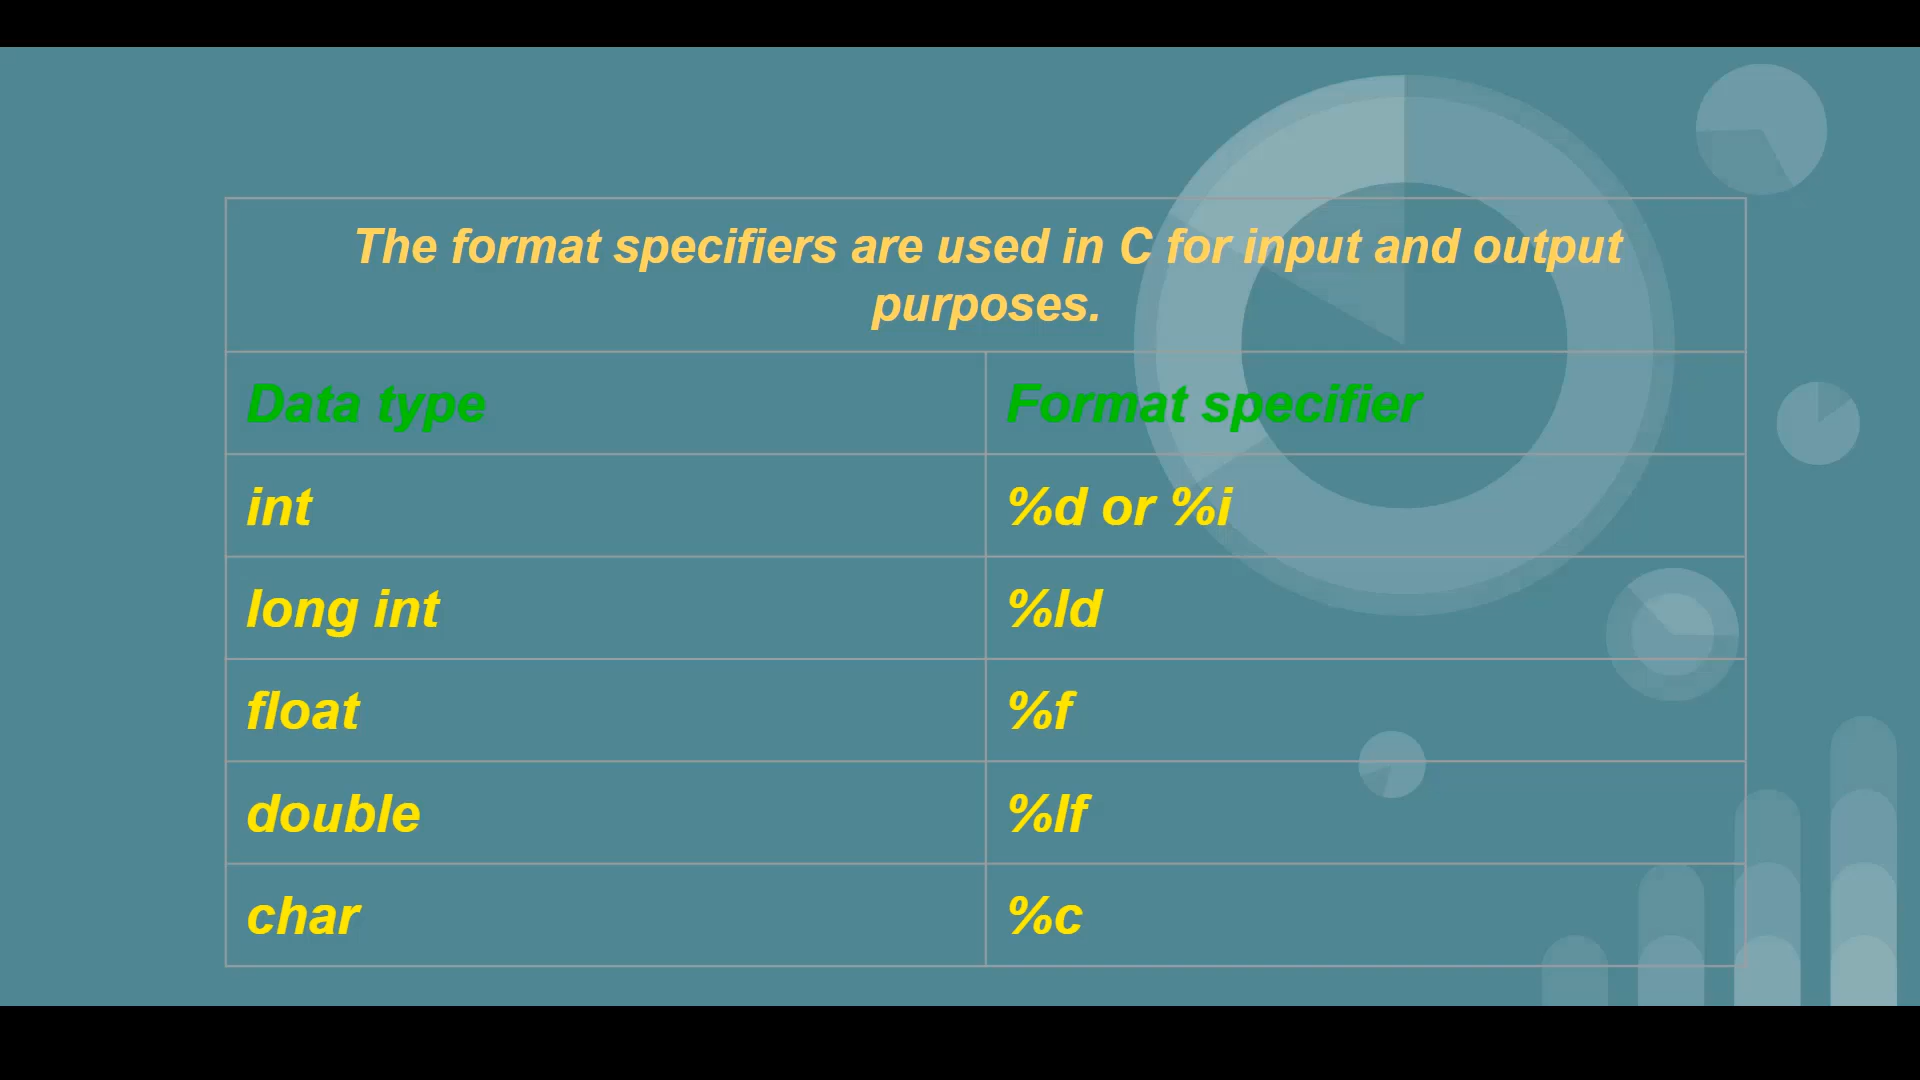 The format specifiers are used in C for input and output
purposes.
Data type
Format specifier
int
%d or %i
long int
%ld
float
%f
double
%lf
char
%c